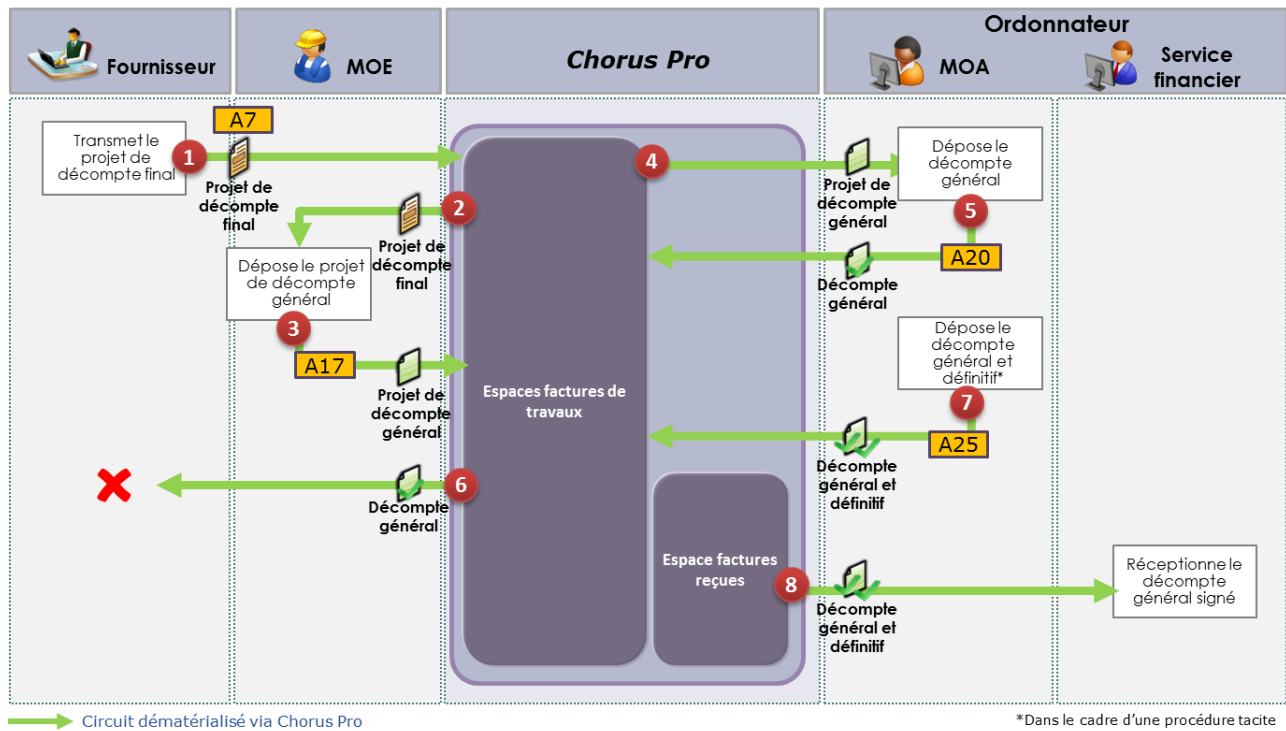 Fournisseur
MOE
Chorus Pro
Ordonnateur
MOA
Service
financier
Transmet le
projet de
décompte final
1
A7
Projet de
décompte
final
2
Projet de
décompte
final
Dépose le projet
de décompte
général
3
A17
Projet de
décompte
général
4
Projet de
décompte
général
Dépose le
décompte
général
5
A20
Décompte
général
6
Décompte
général
Dépose le
décompte
général et
définitif*
7
A25
Décompte
général et
définitif
Espaces factures de
travaux
Espace factures
reçues
8
Décompte
général et
définitif
Réceptionne le
décompte
général signé
Circuit dématérialisé via Chorus Pro
*Dans le cadre d’une procédure tacite